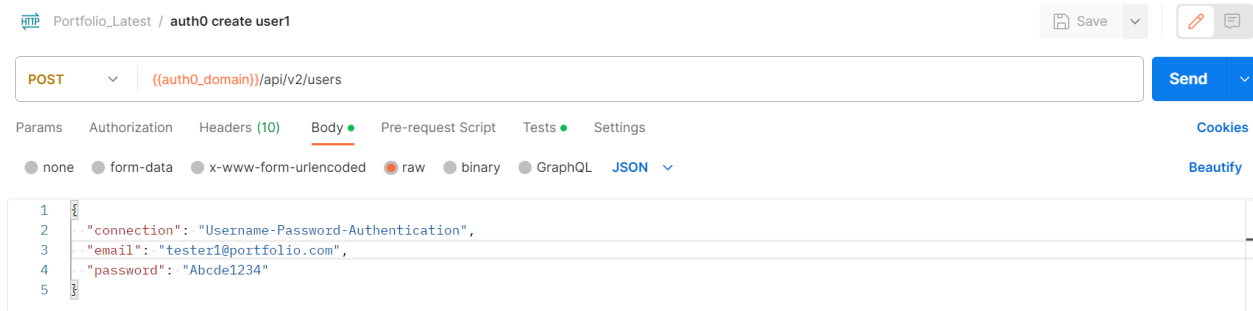 HTTP Portfolio_Latest / auth0 create user1 Save
POST {{auth0_domain}}/api/v2/users Send
Params Authorization Headers (10) Body Pre-request Script Tests Settings Cookies
none form-data x-www-form-urlencoded raw binary GraphQL JSON Beautify
1 {
2 "connection": "Username-Password-Authentication",
3 "email": "tester1@portfolio.com",
4 "password": "Abcde1234"
5 }